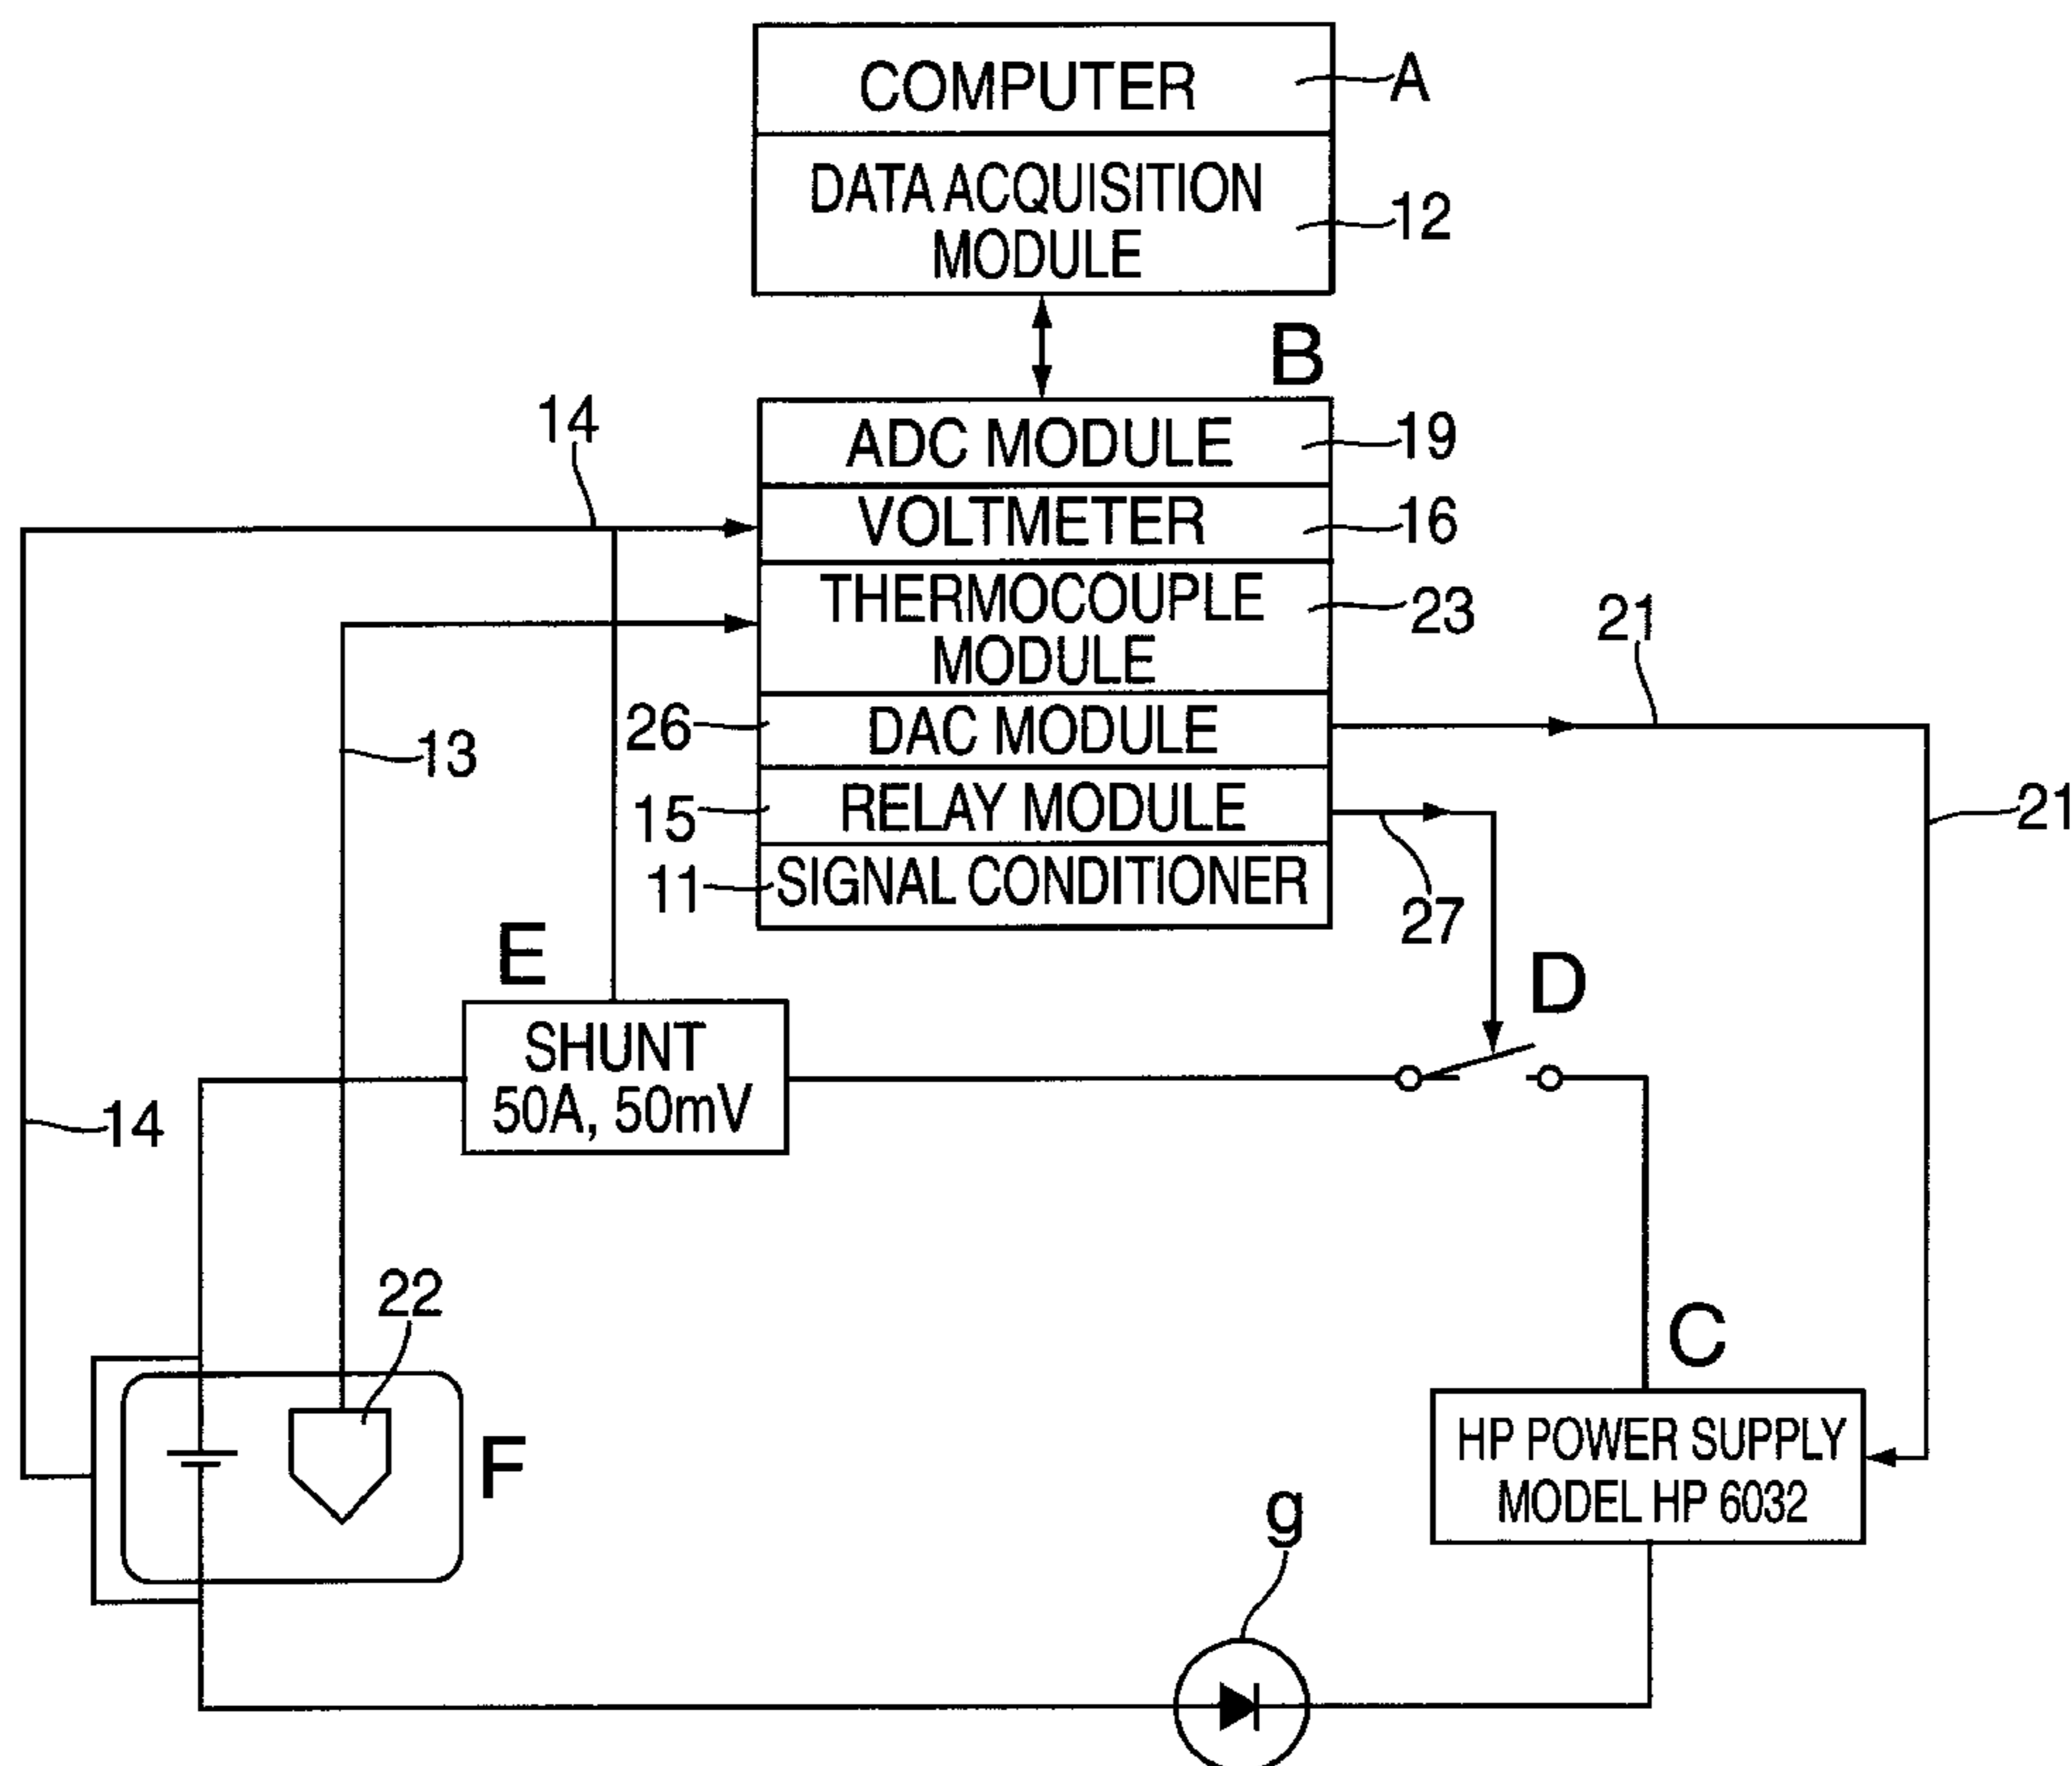 COMPUTER
A
DATA ACQUISITION
MODULE
12
B
14
ADC MODULE
19
VOLTMETER
16
THERMOCOUPLE
MODULE
23
21
26
DAC MODULE
13
15
RELAY MODULE
21
11
SIGNAL CONDITIONER
27
E
D
SHUNT
50A, 50mV
14
22
C
F
HP POWER SUPPLY
MODEL HP 6032
g